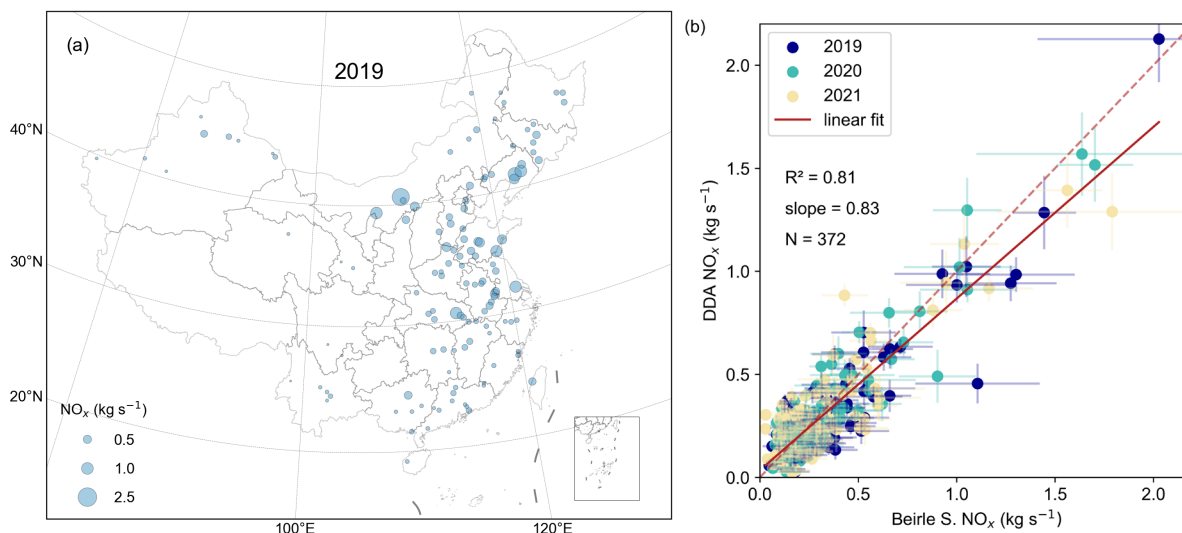 (a)
2019
40°N
30°N
20°N
NOx (kg s⁻¹)
0.5
1.0
2.5
100°E
120°E
(b)
2019
2020
2021
linear fit
R² = 0.81
slope = 0.83
N = 372
DDA NOx (kg s⁻¹)
2.0
1.5
1.0
0.5
0.0
0.0 0.5 1.0 1.5 2.0
Beirle S. NOx (kg s⁻¹)